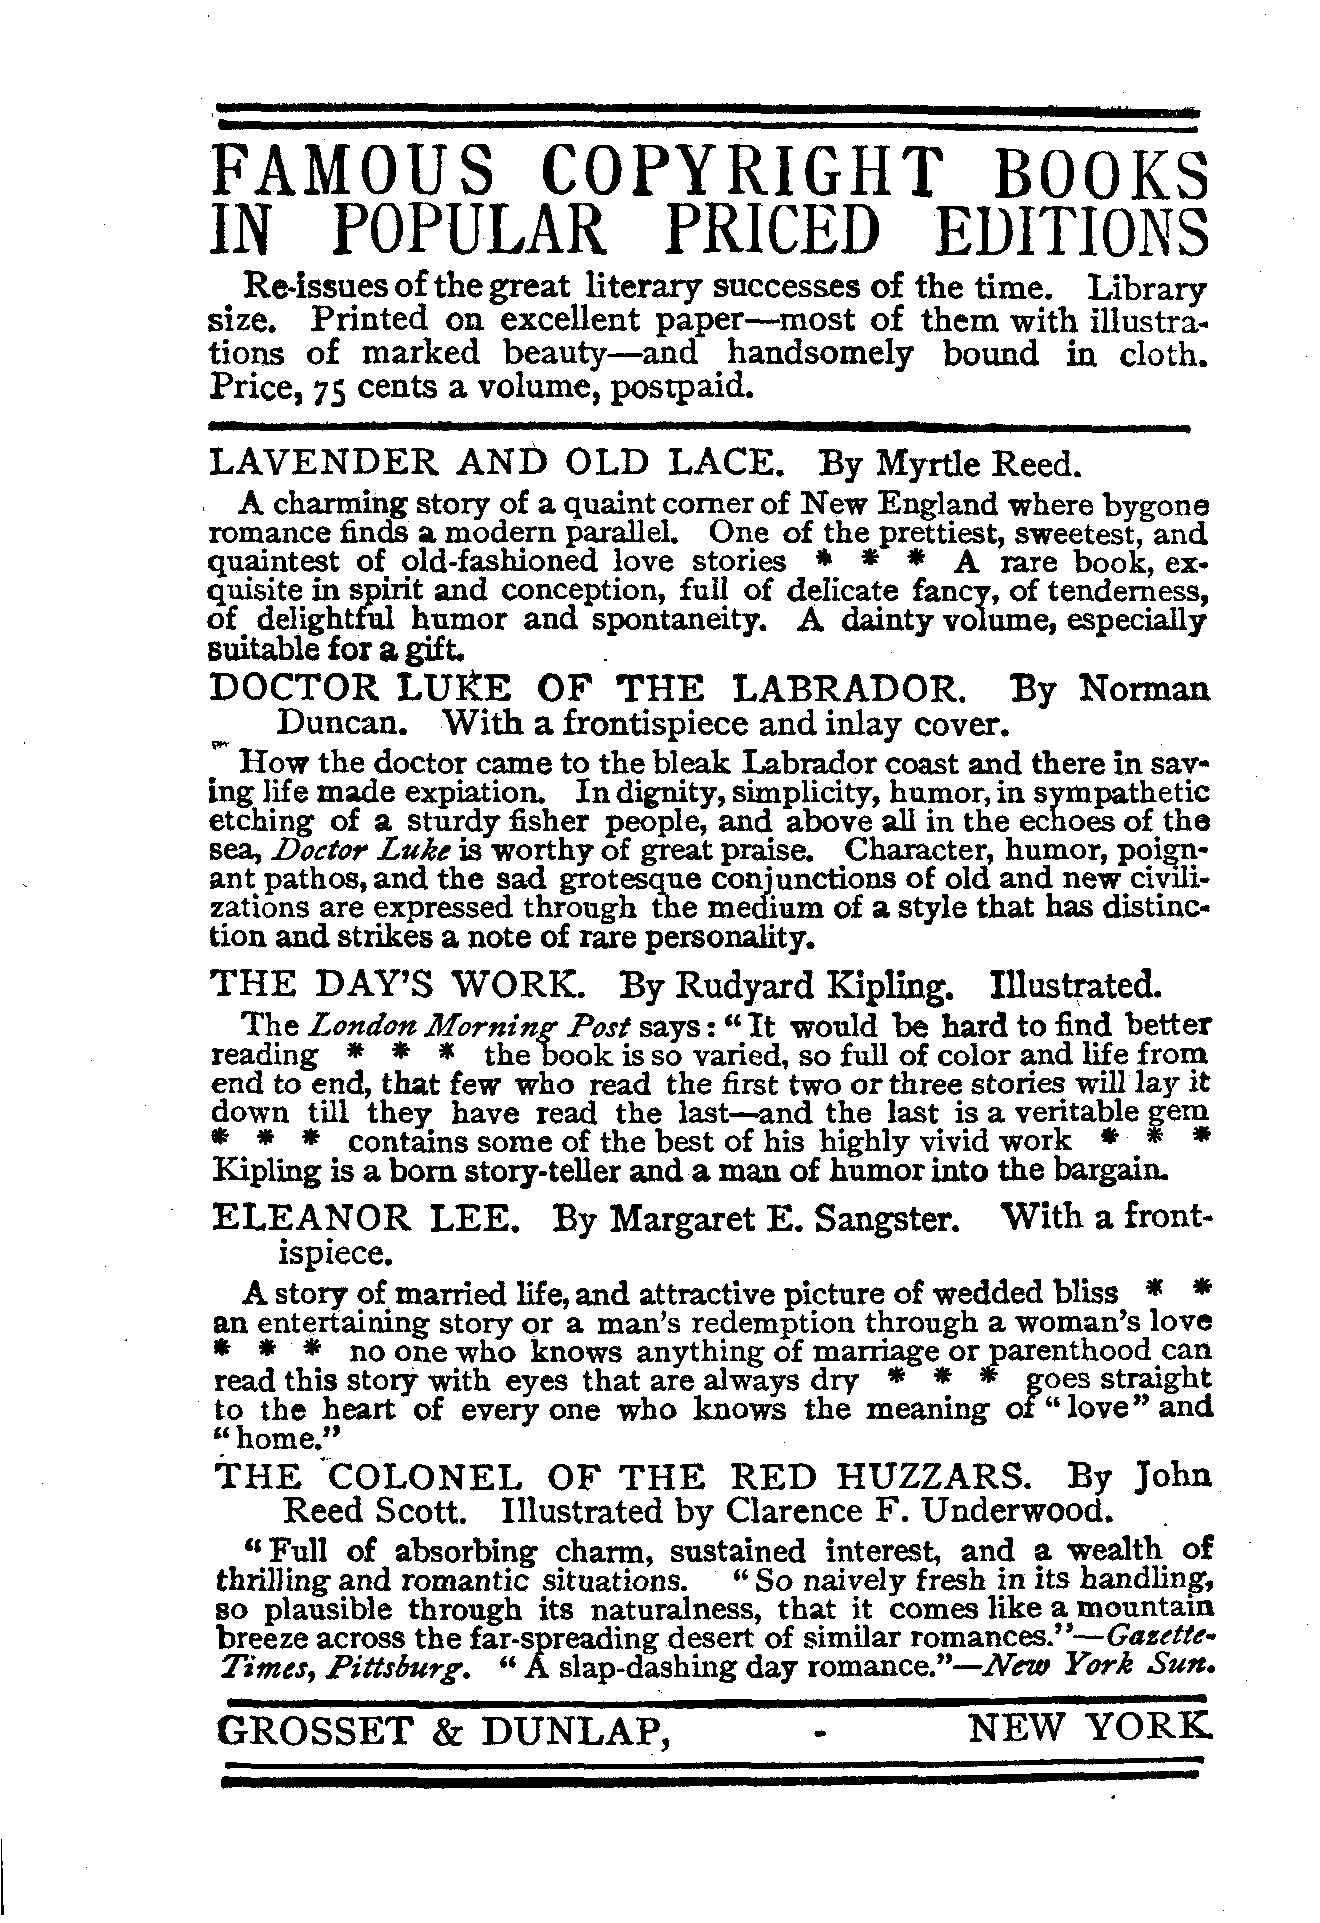 FAMOUS COPYRIGHT BOOKS
IN POPULAR PRICED EDITIONS
Re-issues of the great literary successes of the time. Library
size. Printed on excellent paper—most of them with illustra-
tions of marked beauty—and handsomely bound in cloth.
Price, 75 cents a volume, postpaid.
LAVENDER AND OLD LACE. By Myrtle Reed.
A charming story of a quaint corner of New England where bygone
romance finds a modern parallel. One of the prettiest, sweetest, and
quaintest of old-fashioned love stories * * * A rare book, ex-
quisite in spirit and conception, full of delicate fancy, of tenderness,
of delightful humor and spontaneity. A dainty volume, especially
suitable for a gift.
DOCTOR LUKE OF THE LABRADOR. By Norman
Duncan. With a frontispiece and inlay cover.
How the doctor came to the bleak Labrador coast and there in sav-
ing life made expiation. In dignity, simplicity, humor, in sympathetic
etching of a sturdy fisher people, and above all in the echoes of the
sea, Doctor Luke is worthy of great praise. Character, humor, poign-
ant pathos, and the sad grotesque conjunctions of old and new civili-
zations are expressed through the medium of a style that has distinc-
tion and strikes a note of rare personality.
THE DAY'S WORK. By Rudyard Kipling. Illustrated.
The London Morning Post says: "It would be hard to find better
reading * * * the book is so varied, so full of color and life from
end to end, that few who read the first two or three stories will lay it
down till they have read the last—and the last is a veritable gem
* * * contains some of the best of his highly vivid work * * *
Kipling is a born story-teller and a man of humor into the bargain.
ELEANOR LEE. By Margaret E. Sangster. With a front-
ispiece.
A story of married life, and attractive picture of wedded bliss * *
an entertaining story or a man's redemption through a woman's love
* * * no one who knows anything of marriage or parenthood can
read this story with eyes that are always dry * * * goes straight
to the heart of every one who knows the meaning of "love" and
"home."
THE COLONEL OF THE RED HUZZARS. By John
Reed Scott. Illustrated by Clarence F. Underwood.
"Full of absorbing charm, sustained interest, and a wealth of
thrilling and romantic situations. "So naively fresh in its handling,
so plausible through its naturalness, that it comes like a mountain
breeze across the far-spreading desert of similar romances."—Gazette-
Times, Pittsburg. "A slap-dashing day romance."—New York Sun.
GROSSET & DUNLAP, - NEW YORK